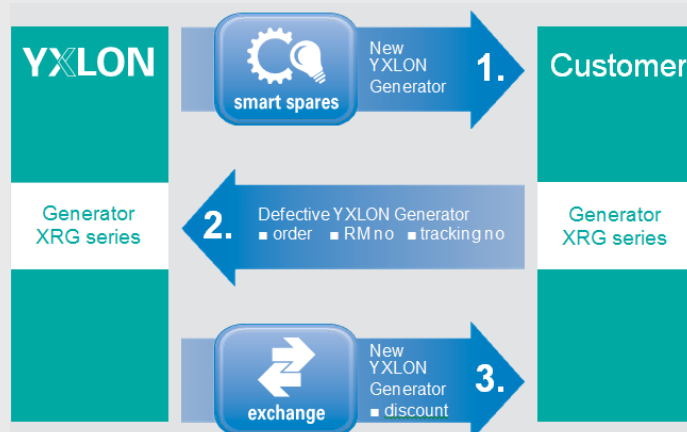 YXLON
Generator
XRG series
smart spares
New
YXLON
Generator
1.
2.
Defective YXLON Generator
■ order ■ RM no ■ tracking no
exchange
New
YXLON
Generator
■ discount
3.
Customer
Generator
XRG series